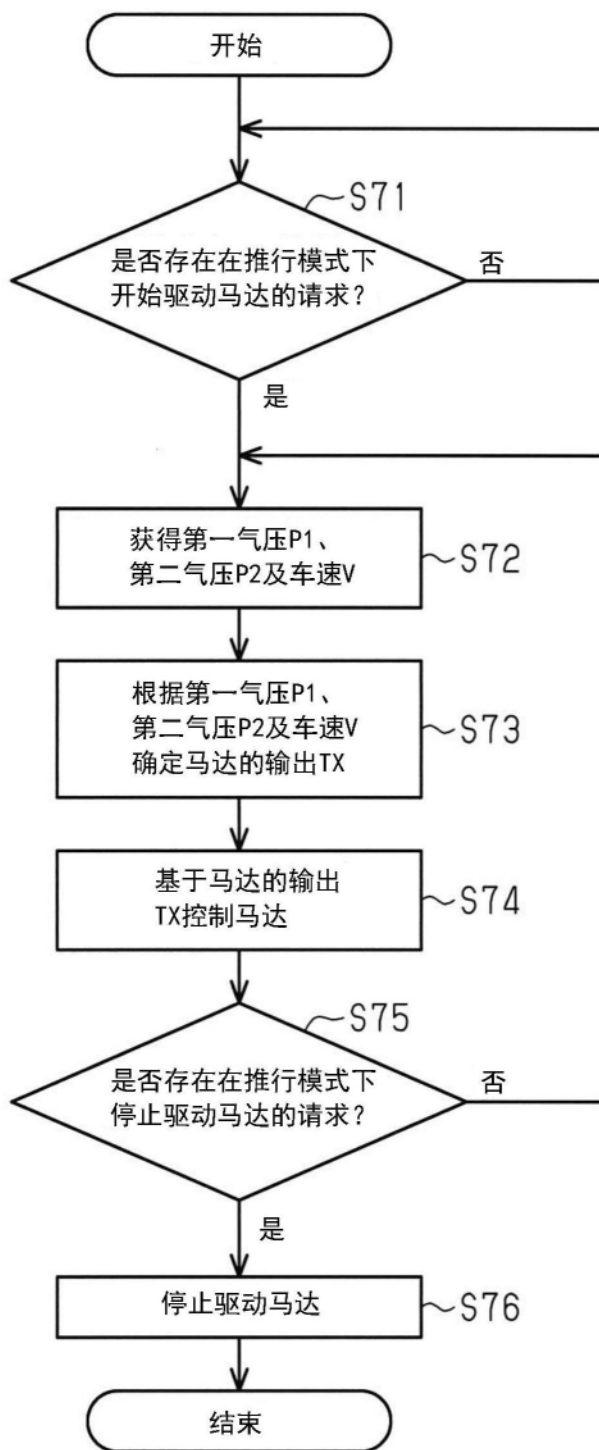 开始
S71
是否存在在推行模式下
开始驱动马达的请求?
否
是
获得第一气压P1、
第二气压P2及车速V
S72
根据第一气压P1、
第二气压P2及车速V
确定马达的输出TX
S73
基于马达的输出
TX控制马达
S74
S75
是否存在在推行模式下
停止驱动马达的请求?
否
是
停止驱动马达
S76
结束